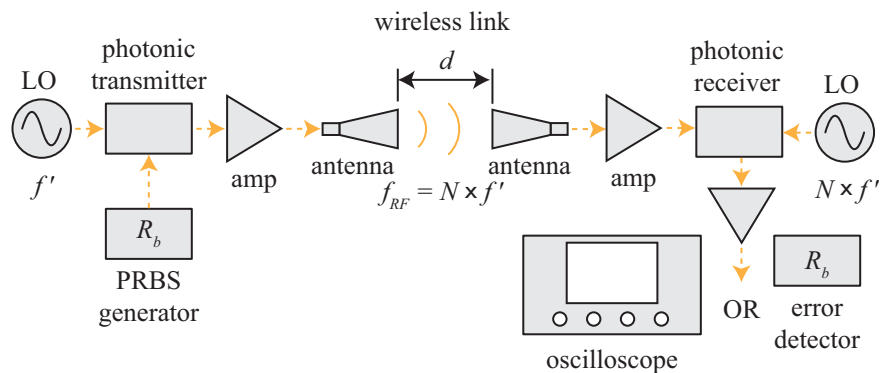 wireless link
photonic
transmitter
LO
d
photonic
receiver
LO
f'
antenna
antenna
amp
amp
f_RF = N x f'
N x f'
R_b
PRBS
generator
R_b
OR
error
detector
oscilloscope